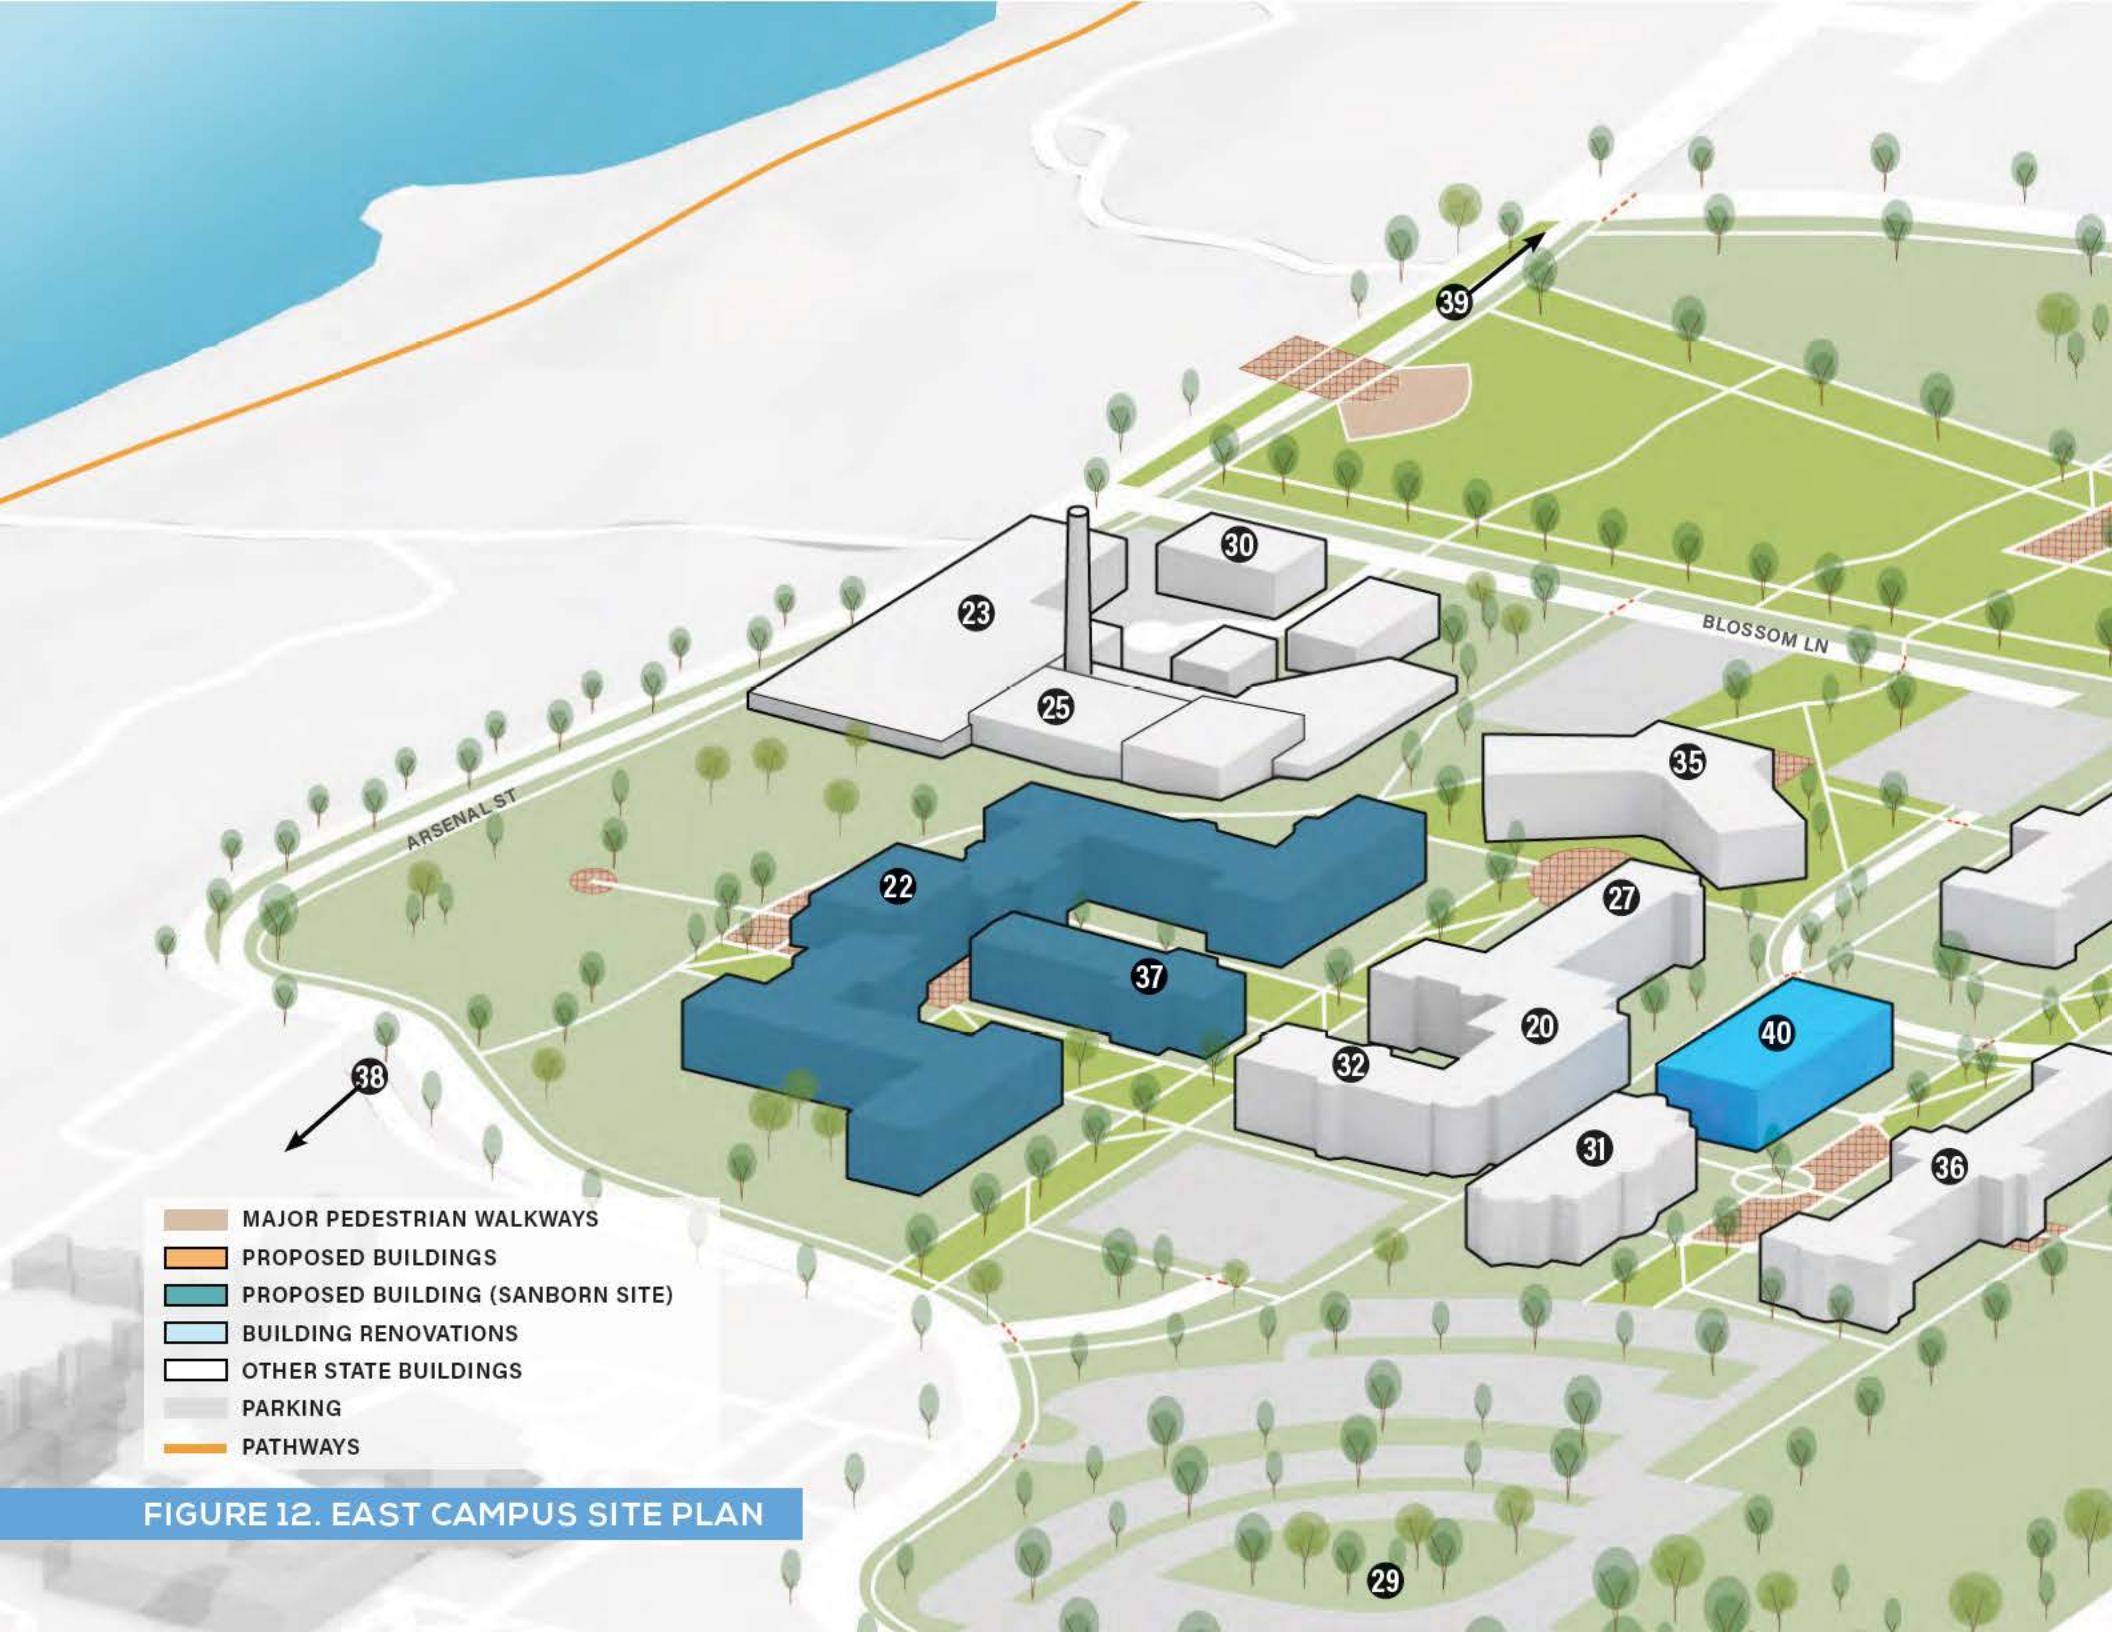 39
30
23
BLOSSOM LN
25
35
ARSENAL ST
22
27
37
20
40
32
38
31
36
MAJOR PEDESTRIAN WALKWAYS
PROPOSED BUILDINGS
PROPOSED BUILDING (SANBORN SITE)
BUILDING RENOVATIONS
OTHER STATE BUILDINGS
PARKING
PATHWAYS
FIGURE 12. EAST CAMPUS SITE PLAN
29